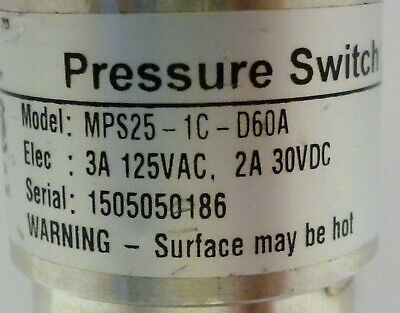 Pressure Switch
Model: MPS25-1C-D60A
Elec : 3A 125VAC, 2A 30VDC
Serial: 1505050186
WARNING - Surface may be hot